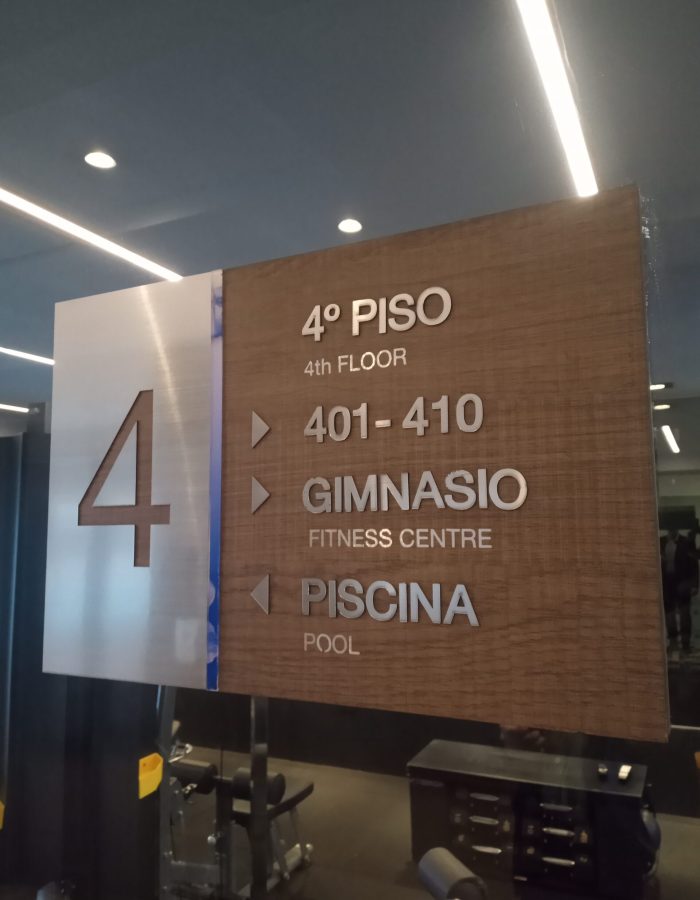 4
4º PISO
4th FLOOR
401- 410
GIMNASIO
FITNESS CENTRE
PISCINA
POOL